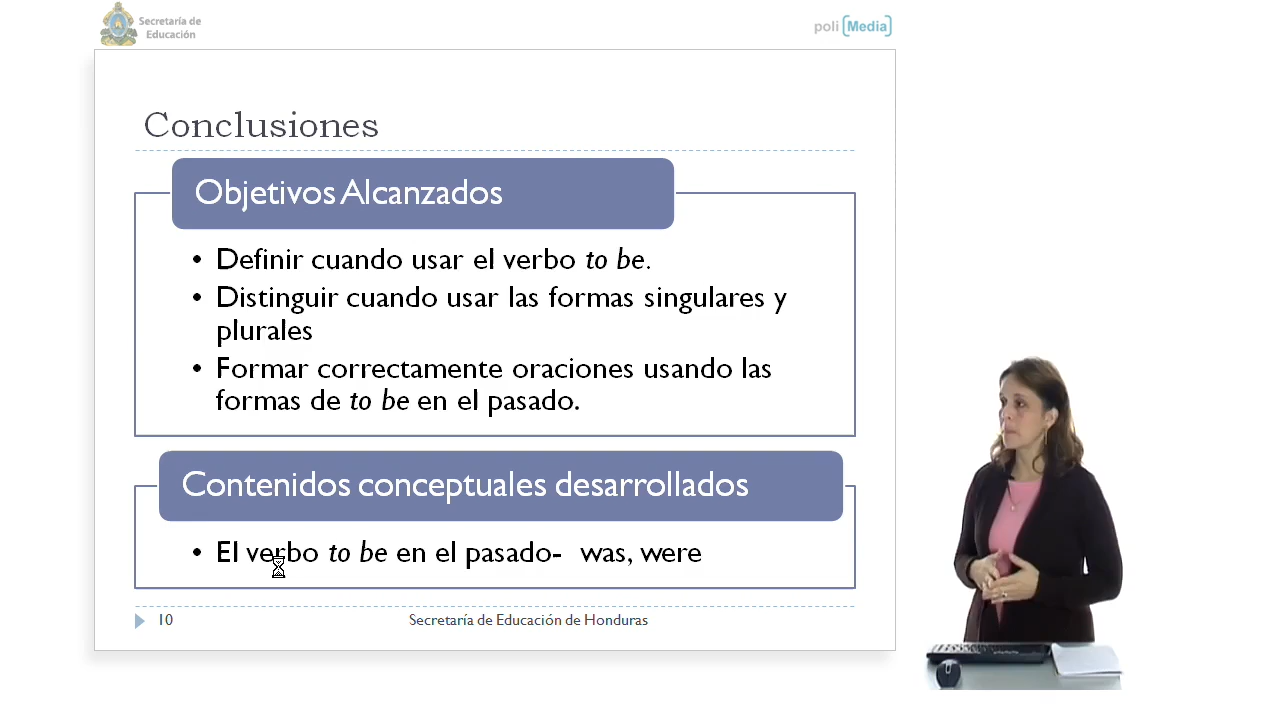 Secretaría de
Educación
poli [Media]
Conclusiones
Objetivos Alcanzados
• Definir cuando usar el verbo to be.
• Distinguir cuando usar las formas singulares y
plurales
• Formar correctamente oraciones usando las
formas de to be en el pasado.
Contenidos conceptuales desarrollados
• El verbo to be en el pasado- was, were
10
Secretaría de Educación de Honduras